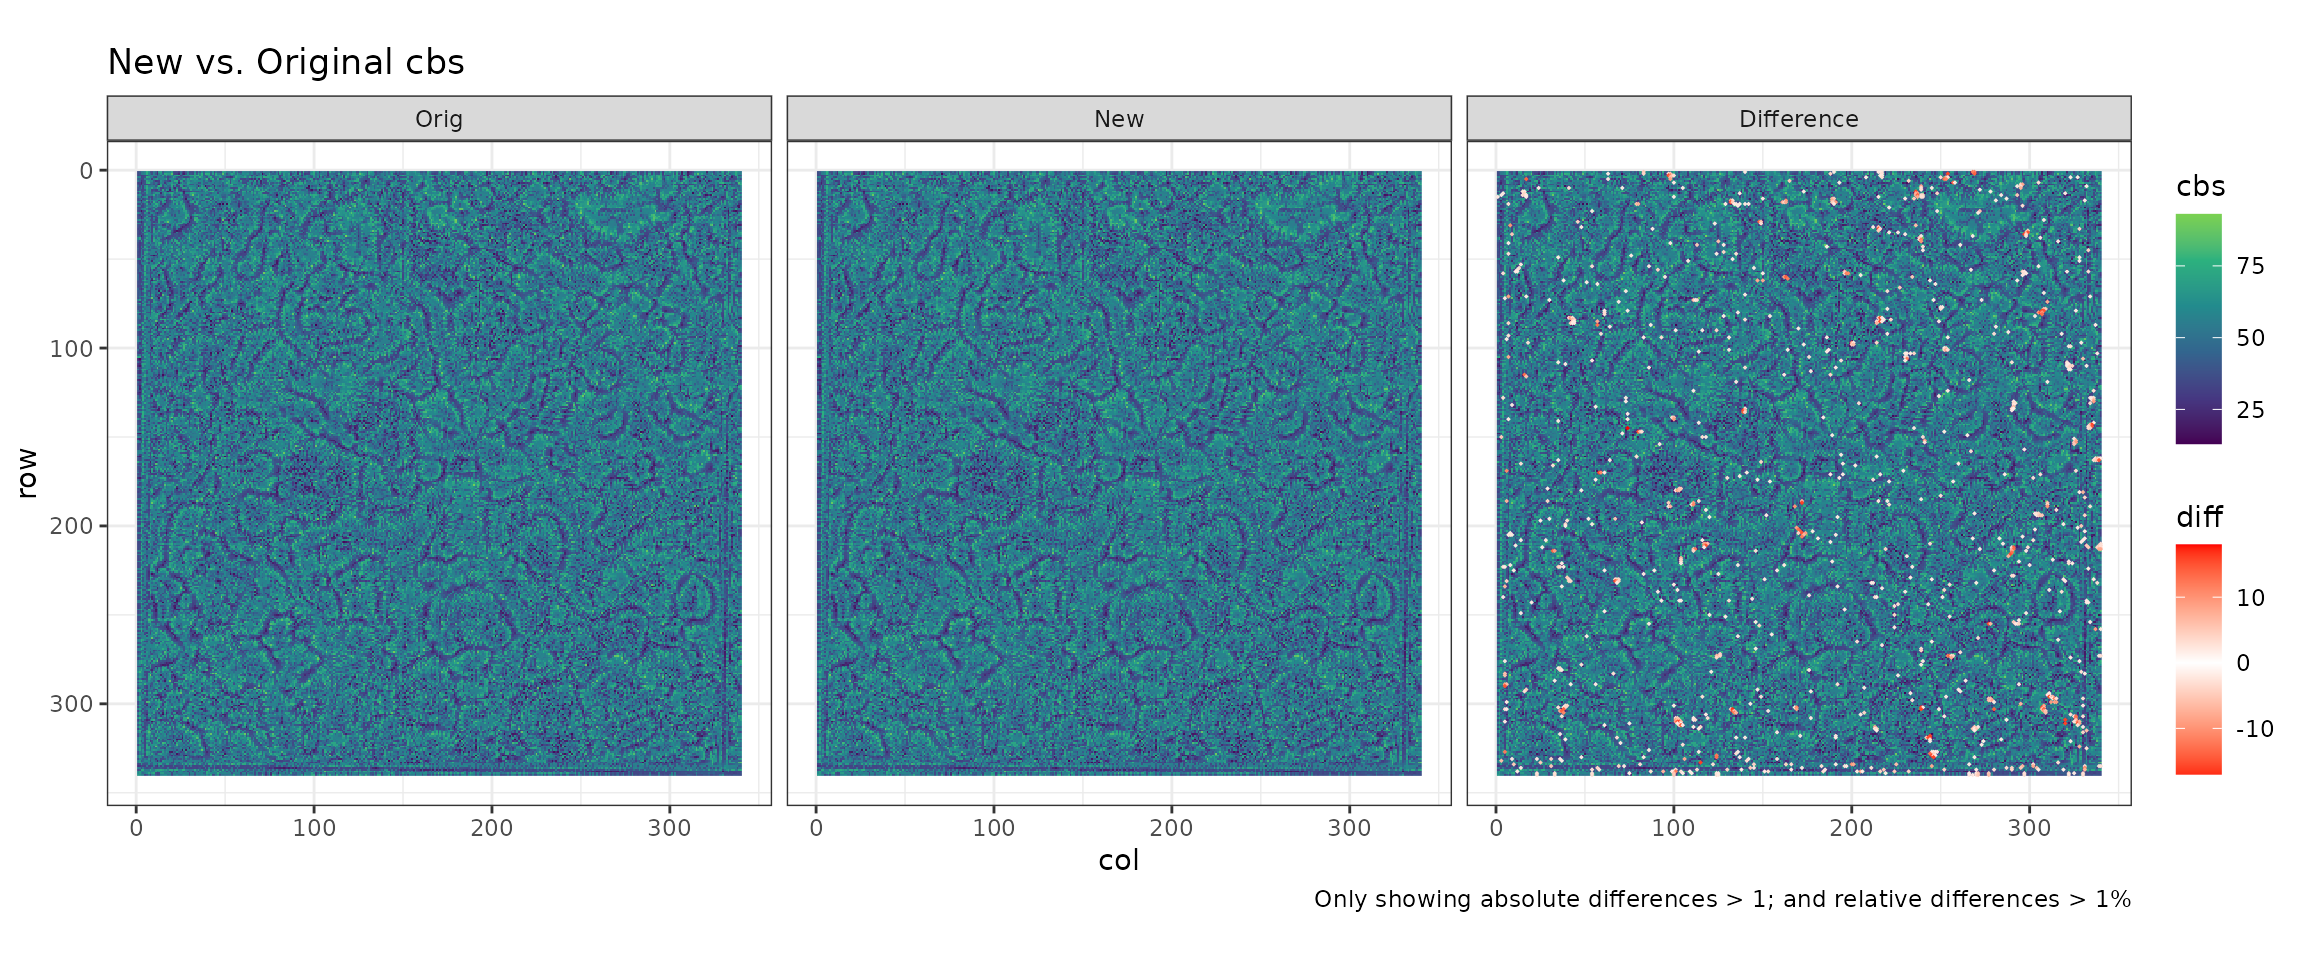 New vs. Original cbs
Orig
New
Difference
0
100
200
300
row
0
100
200
300
0
100
200
300
0
100
200
300
col
cbs
75
50
25
diff
10
0
-10
Only showing absolute differences > 1; and relative differences > 1%